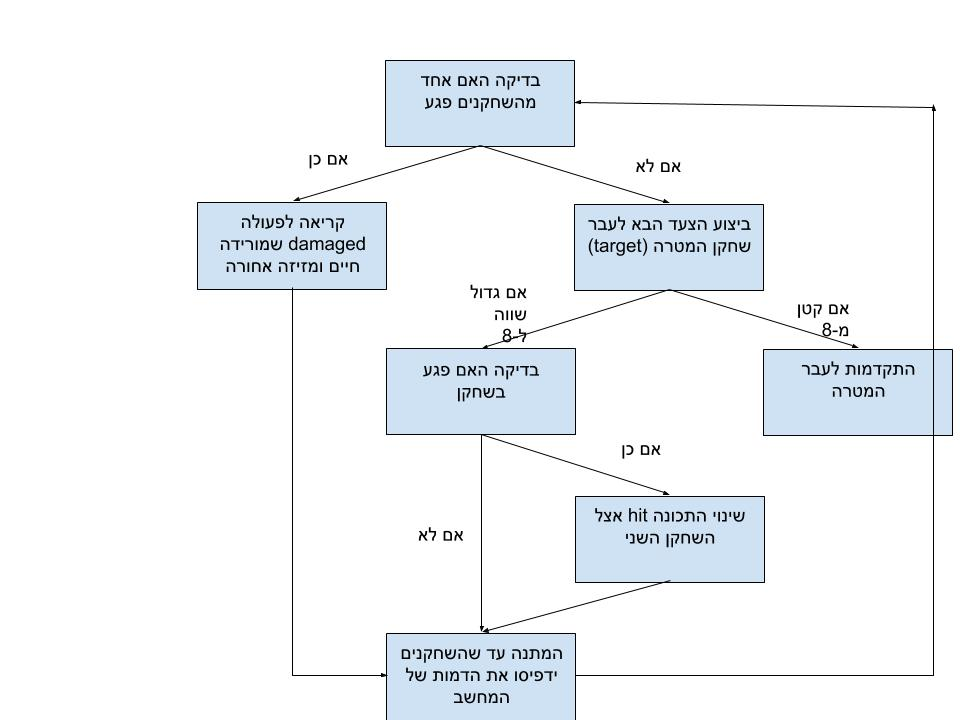 בדיקה האם אחד
מהשחקנים פגע
אם כן
אם לא
קריאה לפעולה
damaged שמורידה
חיים ומזיזה אחורה
ביצוע הצעד הבא לעבר
שחקן המטרה (target)
אם גדול
שווה
ל-8
אם קטן
מ-8
בדיקה האם פגע
בשחקן
התקדמות לעבר
המטרה
אם כן
שינוי התכונה hit אצל
השחקן השני
אם לא
המתנה עד שהשחקנים
ידפיסו את הדמות של
המחשב